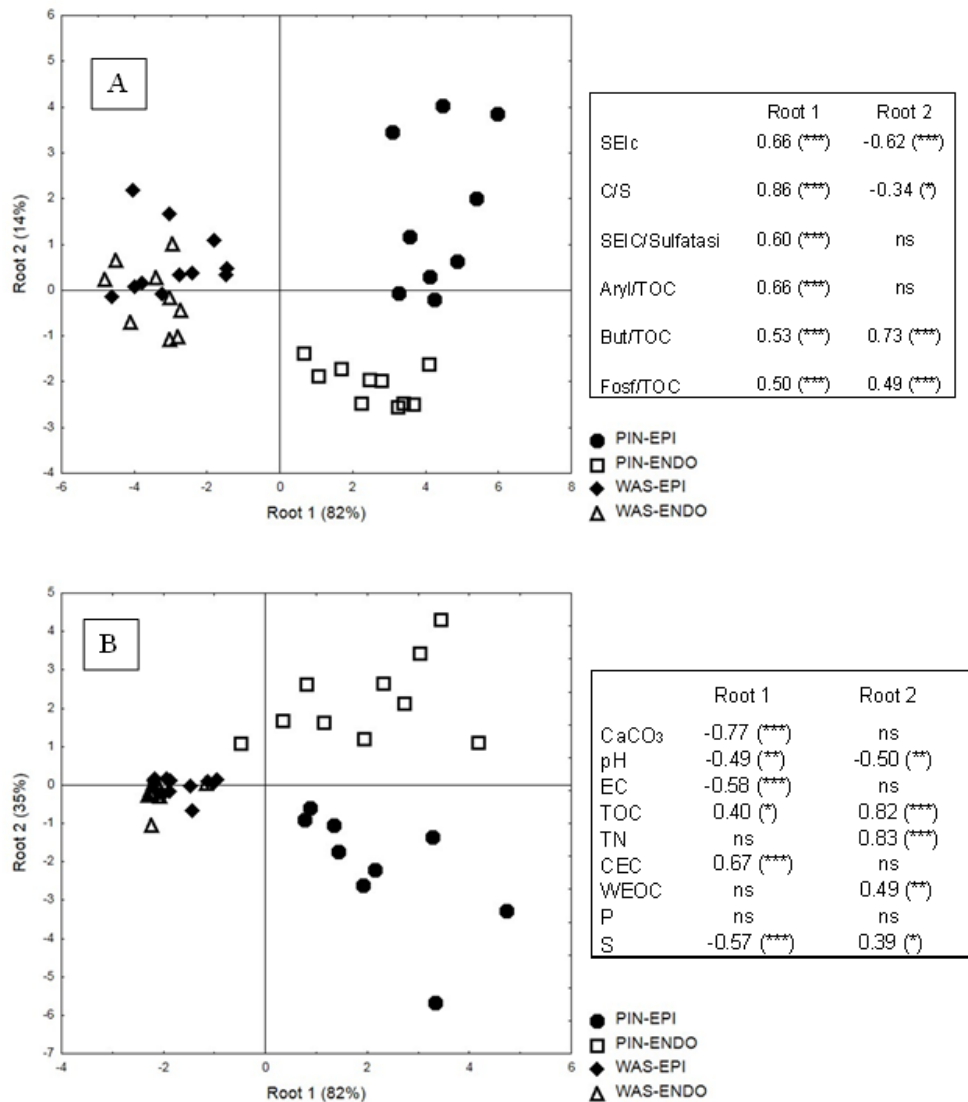 A
6
5
4
3
2
1
0
-1
-2
-3
-4
Root 2 (14%)
-6 -4 -2 0 2 4 6 8
Root 1 (82%)
Root 1 Root 2
SEIc 0.66 (***) -0.62 (***)
C/S 0.86 (***) -0.34 (*)
SEIC/Sulfatasi 0.60 (***) ns
Aryl/TOC 0.66 (***) ns
But/TOC 0.53 (***) 0.73 (***)
Fosf/TOC 0.50 (***) 0.49 (***)
PIN-EPI
PIN-ENDO
WAS-EPI
WAS-ENDO
B
5
4
3
2
1
0
-1
-2
-3
-4
-5
-6
-7
Root 2 (35%)
-4 -2 0 2 4 6
Root 1 (82%)
Root 1 Root 2
CaCO₃ -0.77 (***) ns
pH -0.49 (**) -0.50 (**)
EC -0.58 (***) ns
TOC 0.40 (*) 0.82 (***)
TN ns 0.83 (***)
CEC 0.67 (***) ns
WEOC ns 0.49 (**)
P ns ns
S -0.57 (***) 0.39 (*)
PIN-EPI
PIN-ENDO
WAS-EPI
WAS-ENDO